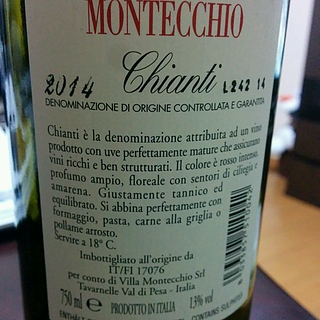 MONTECCHIO
2014 Chianti L242 14
DENOMINAZIONE DI ORIGINE CONTROLLATA E GARANTITA
Chianti è la denominazione attribuita ad un vino
prodotto con uve perfettamente mature che assicurano
vini ricchi e ben strutturati. Il colore è rosso intenso,
profumo ampio, floreale con sentori di ciliegia e
amarena. Giustamente tannico ed
equilibrato. Si abbina perfettamente con
formaggio, pasta, carne alla griglia o
pollame arrosto.
Servire a 18° C.
Imbottigliato all'origine da
IT/FI 17076
per conto di Villa Montecchio Srl
Tavarnelle Val di Pesa - Italia
750 ml e PRODOTTO IN ITALIA 13% vol
CONTAINS SULPHITES